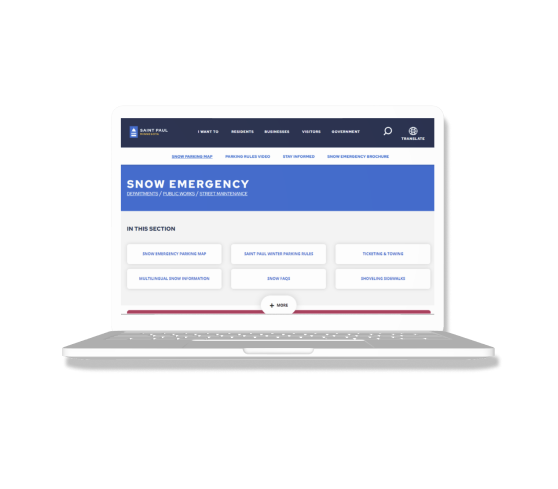 SAINT PAUL
MINNESOTA
I WANT TO RESIDENTS BUSINESSES VISITORS GOVERNMENT
TRANSLATE
SNOW PARKING MAP PARKING RULES VIDEO STAY INFORMED SNOW EMERGENCY BROCHURE
SNOW EMERGENCY
DEPARTMENTS / PUBLIC WORKS / STREET MAINTENANCE
IN THIS SECTION
SNOW EMERGENCY PARKING MAP SAINT PAUL WINTER PARKING RULES TICKETING & TOWING
MULTILINGUAL SNOW INFORMATION SNOW FAQS SHOVELING SIDEWALKS
+ MORE